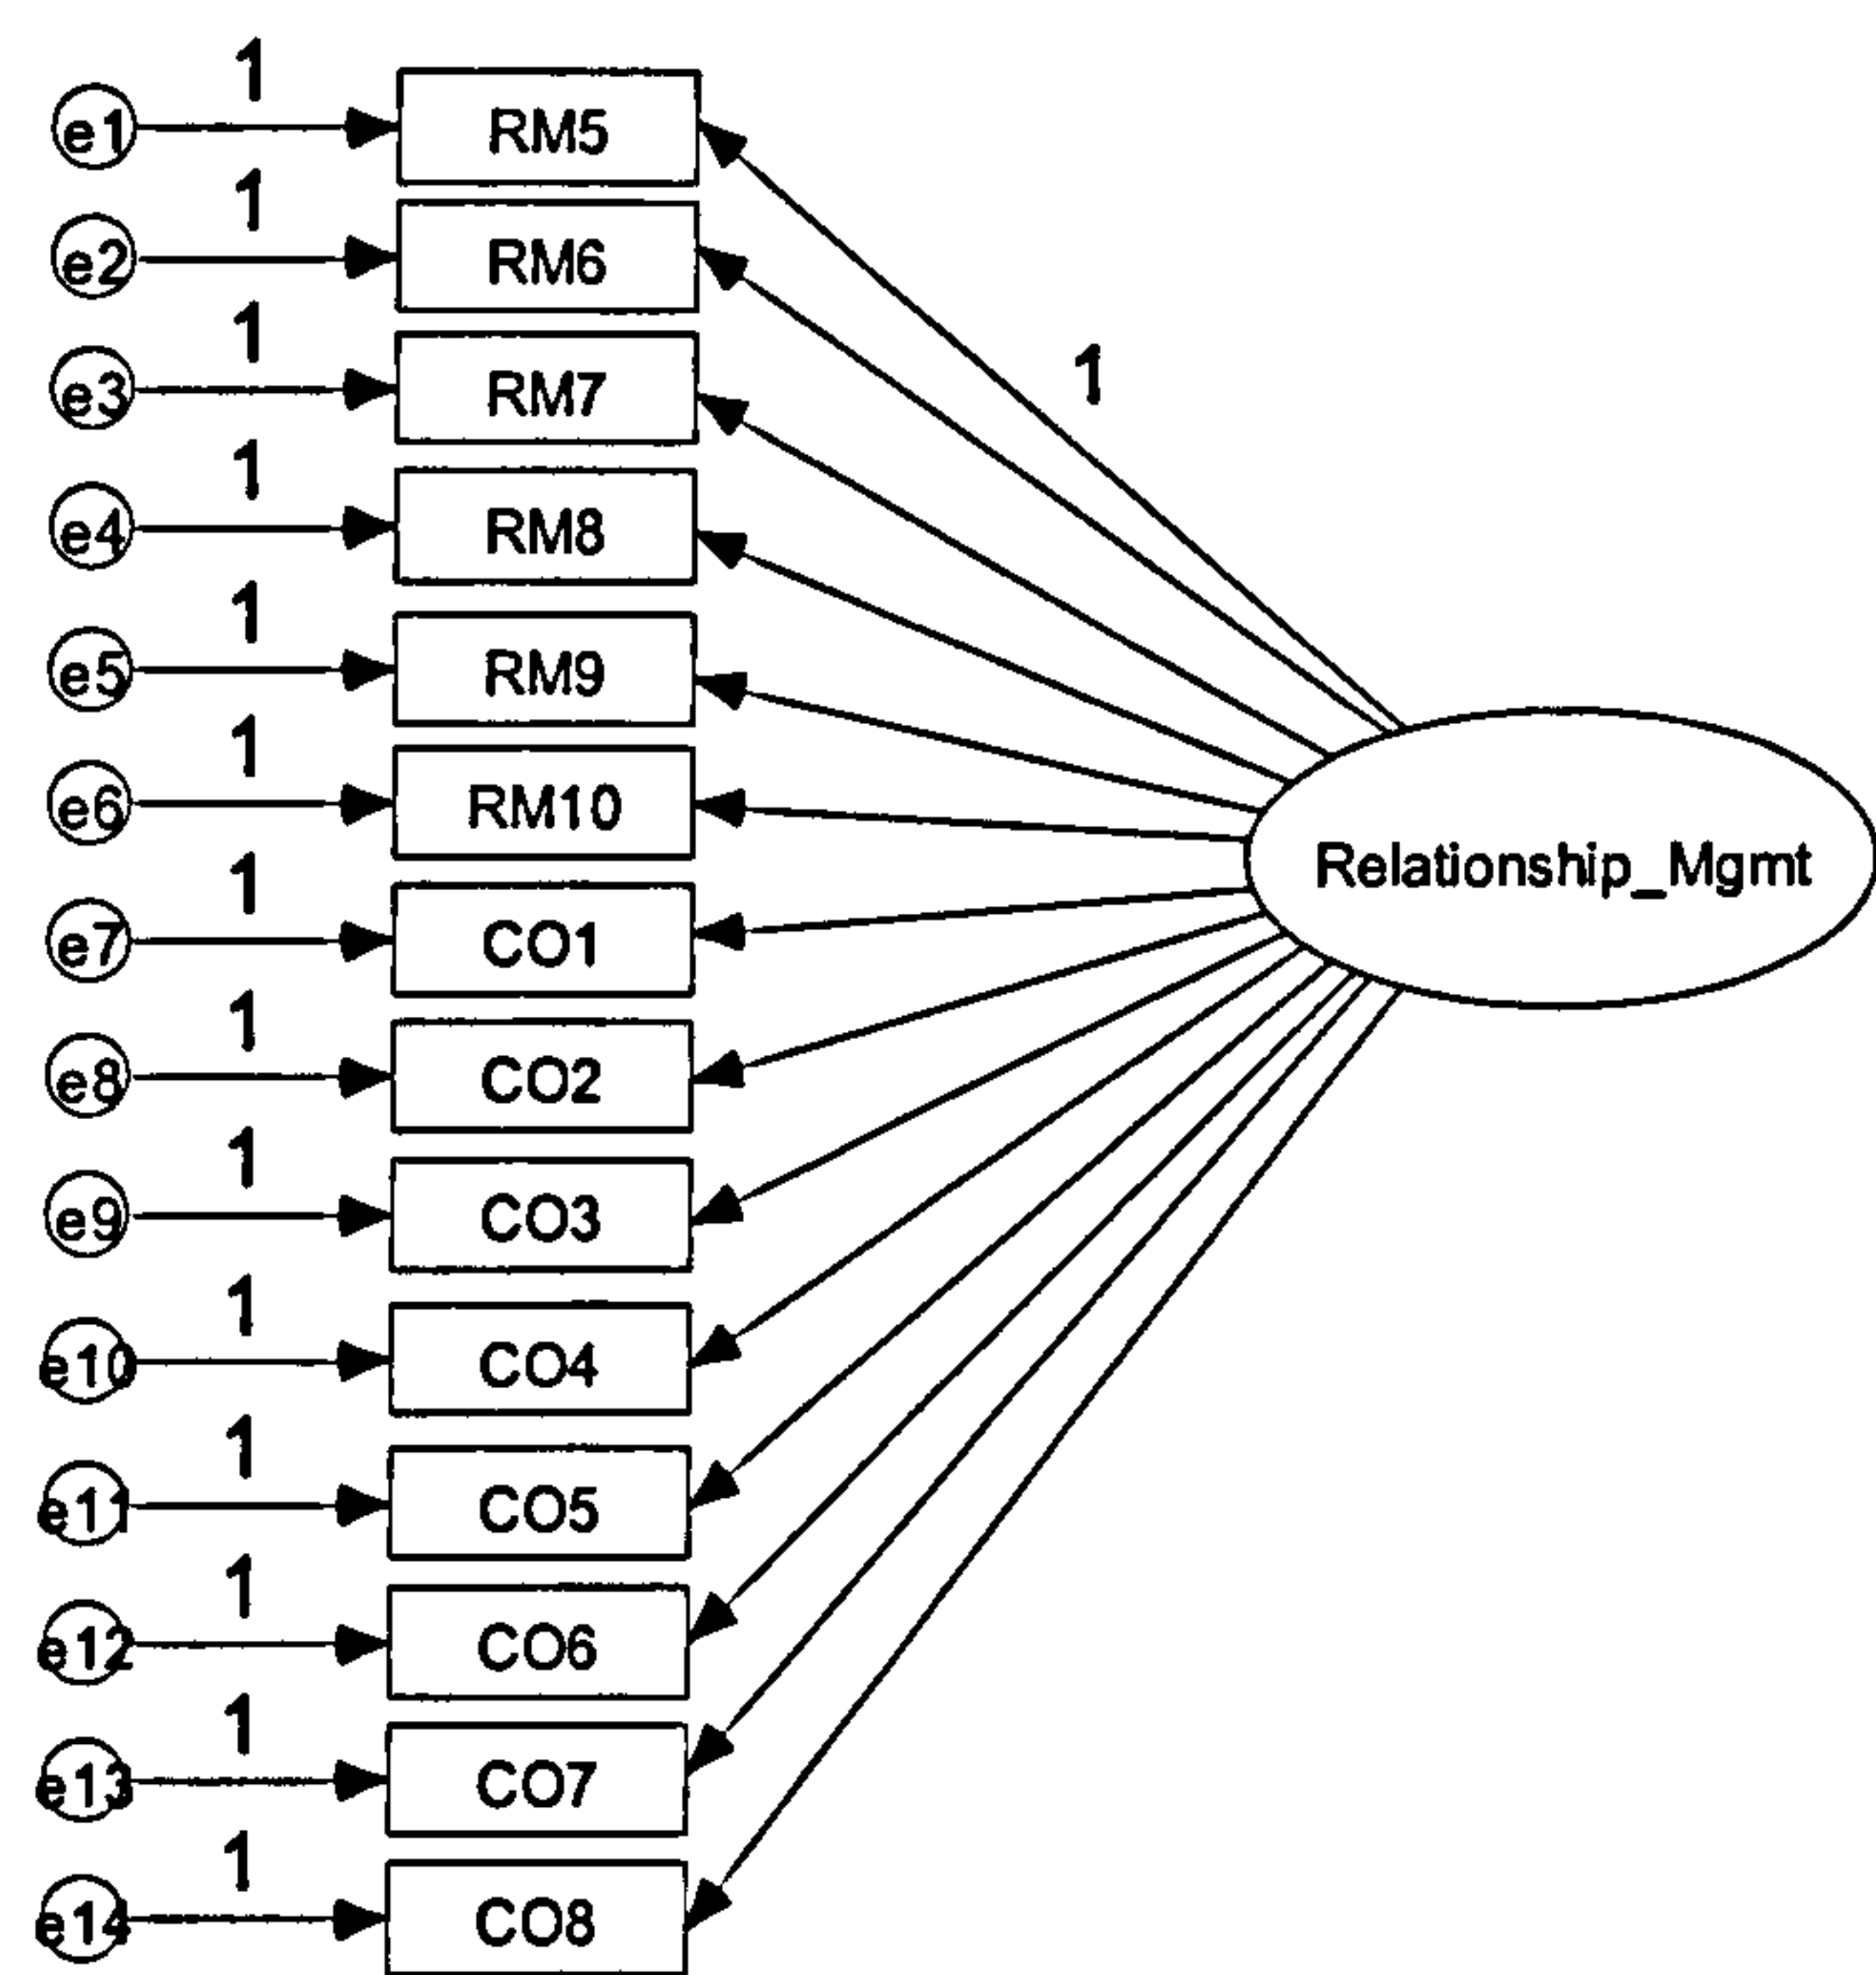 1
e1 RM5
1
e2 RM6
1
e3 RM7
1
1
e4 RM8
1
e5 RM9
1
e6 RM10
Relationship_Mgmt
1
e7 CO1
1
e8 CO2
1
e9 CO3
1
e10 CO4
1
e11 CO5
1
e12 CO6
1
e13 CO7
1
e14 CO8